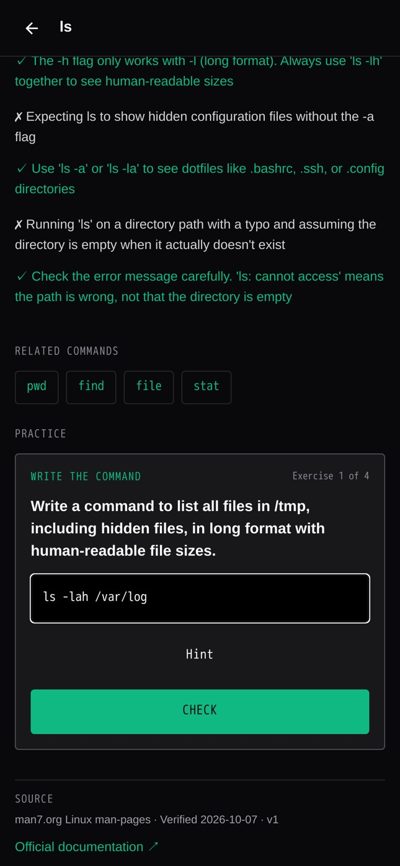 ← ls
✓ The -h flag only works with -l (long format). Always use 'ls -lh'
together to see human-readable sizes
✗ Expecting ls to show hidden configuration files without the -a
flag
✓ Use 'ls -a' or 'ls -la' to see dotfiles like .bashrc, .ssh, or .config
directories
✗ Running 'ls' on a directory path with a typo and assuming the
directory is empty when it actually doesn't exist
✓ Check the error message carefully. 'ls: cannot access' means
the path is wrong, not that the directory is empty
RELATED COMMANDS
pwd find file stat
PRACTICE
WRITE THE COMMAND Exercise 1 of 4
Write a command to list all files in /tmp,
including hidden files, in long format with
human-readable file sizes.
ls -lah /var/log
Hint
CHECK
SOURCE
man7.org Linux man-pages · Verified 2026-10-07 · v1
Official documentation ↗